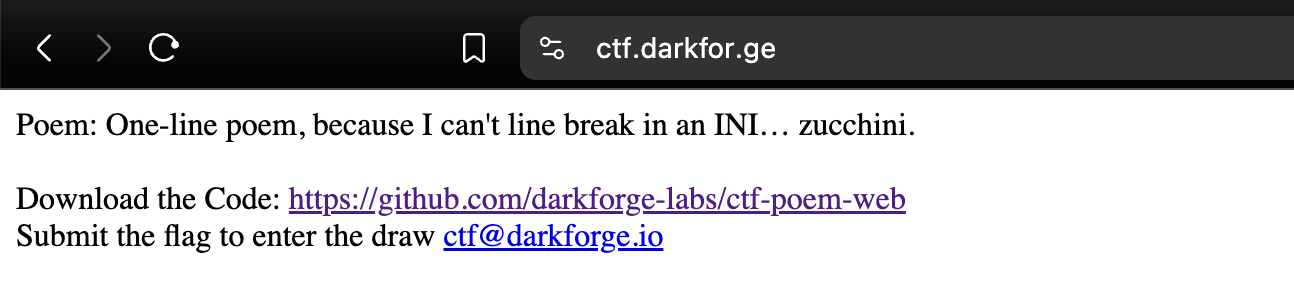 ctf.darkfor.ge
Poem: One-line poem, because I can't line break in an INI… zucchini.
Download the Code: https://github.com/darkforge-labs/ctf-poem-web
Submit the flag to enter the draw ctf@darkforge.io